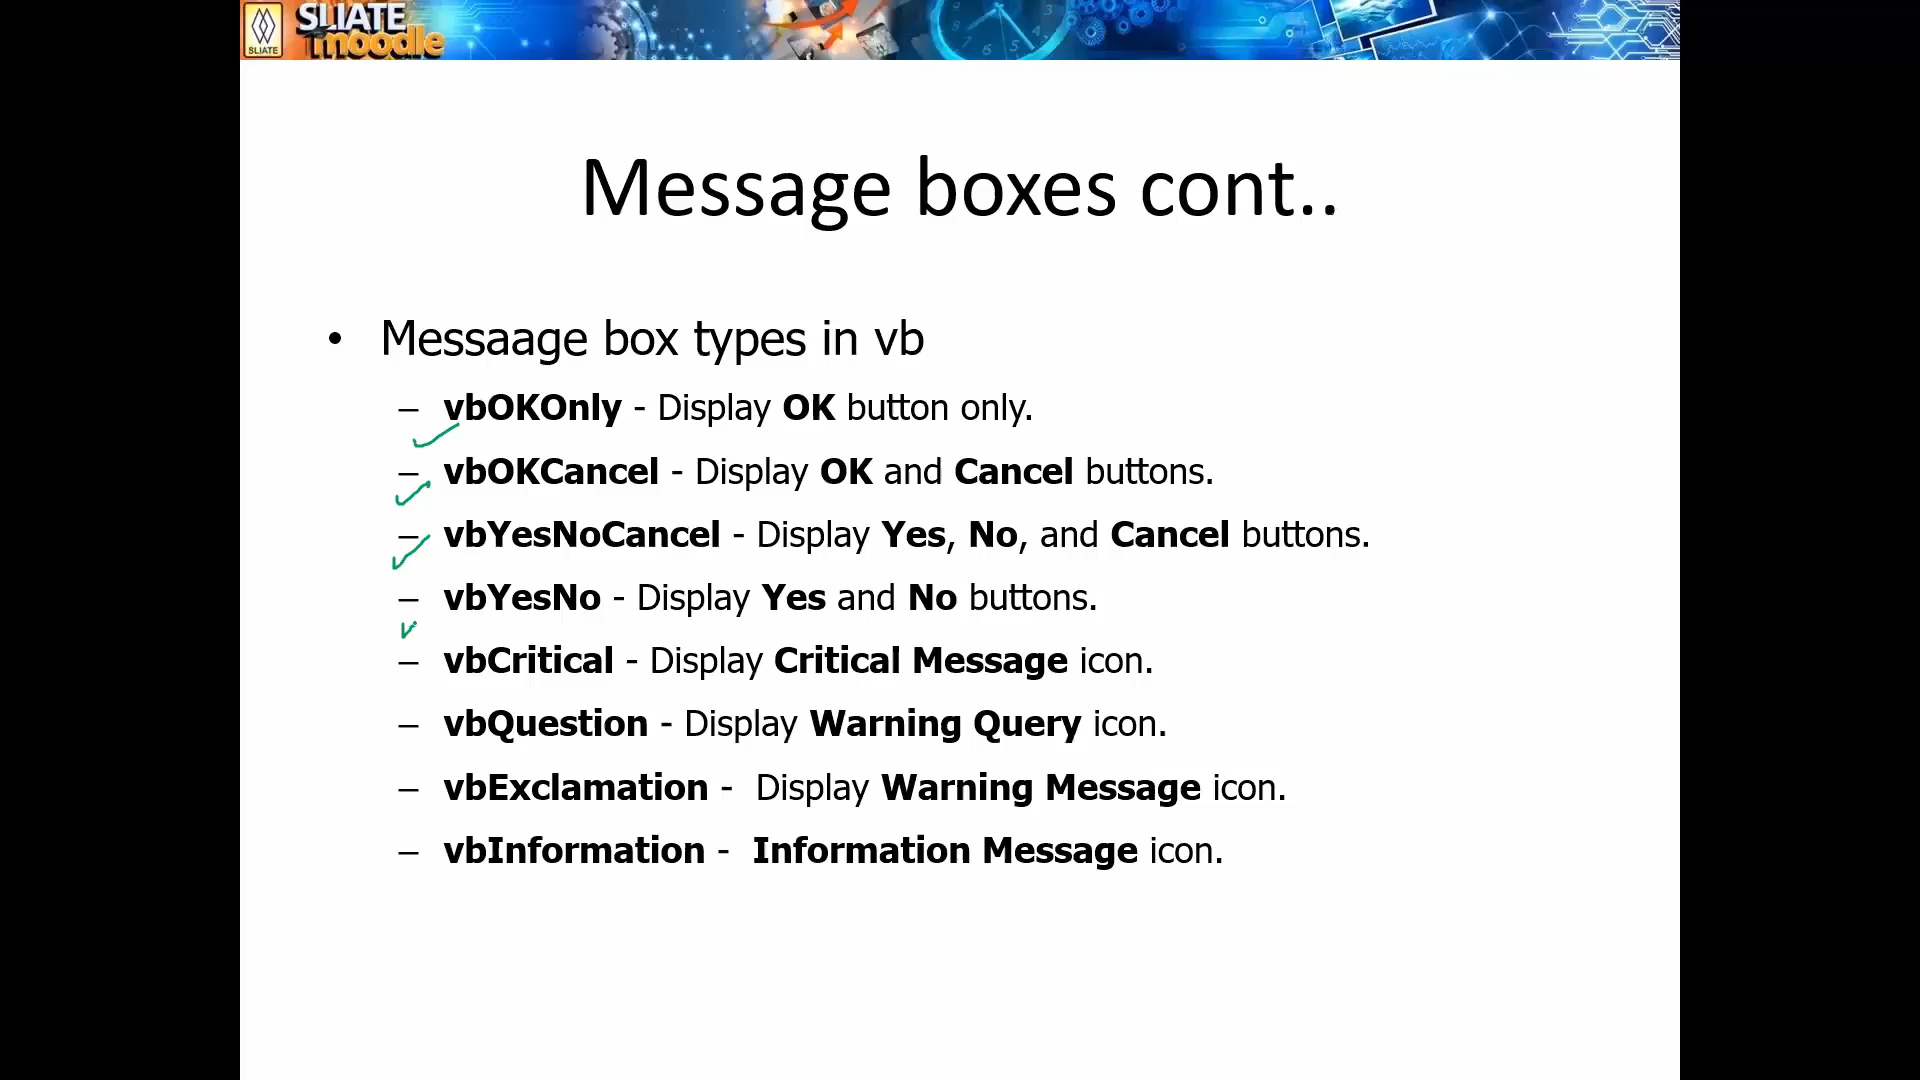 SLIATE
moodle
SLIATE
Message boxes cont..
• Messaage box types in vb
– vbOKOnly - Display OK button only.
– vbOKCancel - Display OK and Cancel buttons.
– vbYesNoCancel - Display Yes, No, and Cancel buttons.
– vbYesNo - Display Yes and No buttons.
– vbCritical - Display Critical Message icon.
– vbQuestion - Display Warning Query icon.
– vbExclamation -  Display Warning Message icon.
– vbInformation -  Information Message icon.